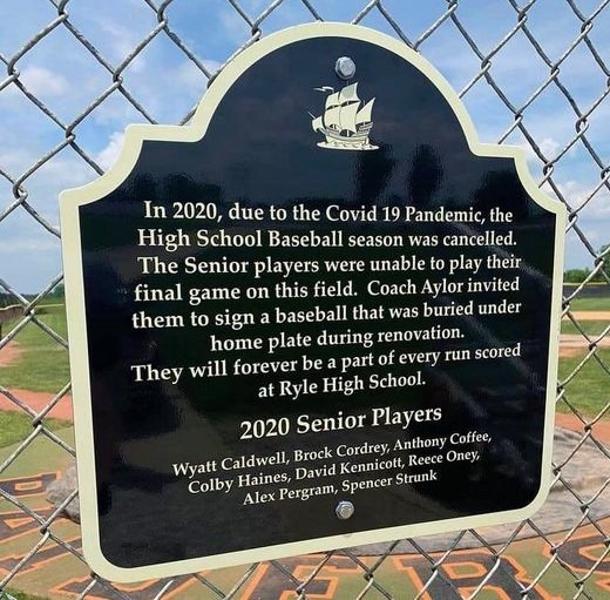 In 2020, due to the Covid 19 Pandemic, the
High School Baseball season was cancelled.
The Senior players were unable to play their
final game on this field. Coach Aylor invited
them to sign a baseball that was buried under
home plate during renovation.
They will forever be a part of every run scored
at Ryle High School.
2020 Senior Players
Wyatt Caldwell, Brock Cordrey, Anthony Coffee,
Colby Haines, David Kennicott, Reece Oney,
Alex Pergram, Spencer Strunk